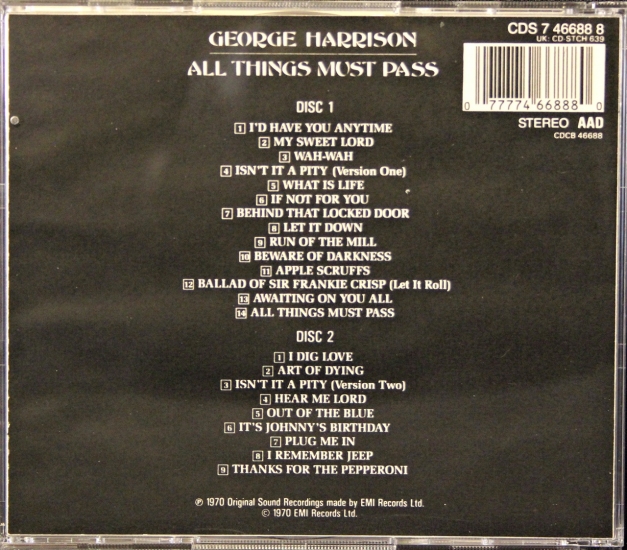 GEORGE HARRISON
ALL THINGS MUST PASS
CDS 7 46688 8
UK: CD-STCH 639
0 77774 66888 0
STEREO AAD
CDCB 46688
DISC 1
1 I'D HAVE YOU ANYTIME
2 MY SWEET LORD
3 WAH-WAH
4 ISN'T IT A PITY (Version One)
5 WHAT IS LIFE
6 IF NOT FOR YOU
7 BEHIND THAT LOCKED DOOR
8 LET IT DOWN
9 RUN OF THE MILL
10 BEWARE OF DARKNESS
11 APPLE SCRUFFS
12 BALLAD OF SIR FRANKIE CRISP (Let It Roll)
13 AWAITING ON YOU ALL
14 ALL THINGS MUST PASS
DISC 2
1 I DIG LOVE
2 ART OF DYING
3 ISN'T IT A PITY (Version Two)
4 HEAR ME LORD
5 OUT OF THE BLUE
6 IT'S JOHNNY'S BIRTHDAY
7 PLUG ME IN
8 I REMEMBER JEEP
9 THANKS FOR THE PEPPERONI
℗ 1970 Original Sound Recordings made by EMI Records Ltd.
© 1970 EMI Records Ltd.